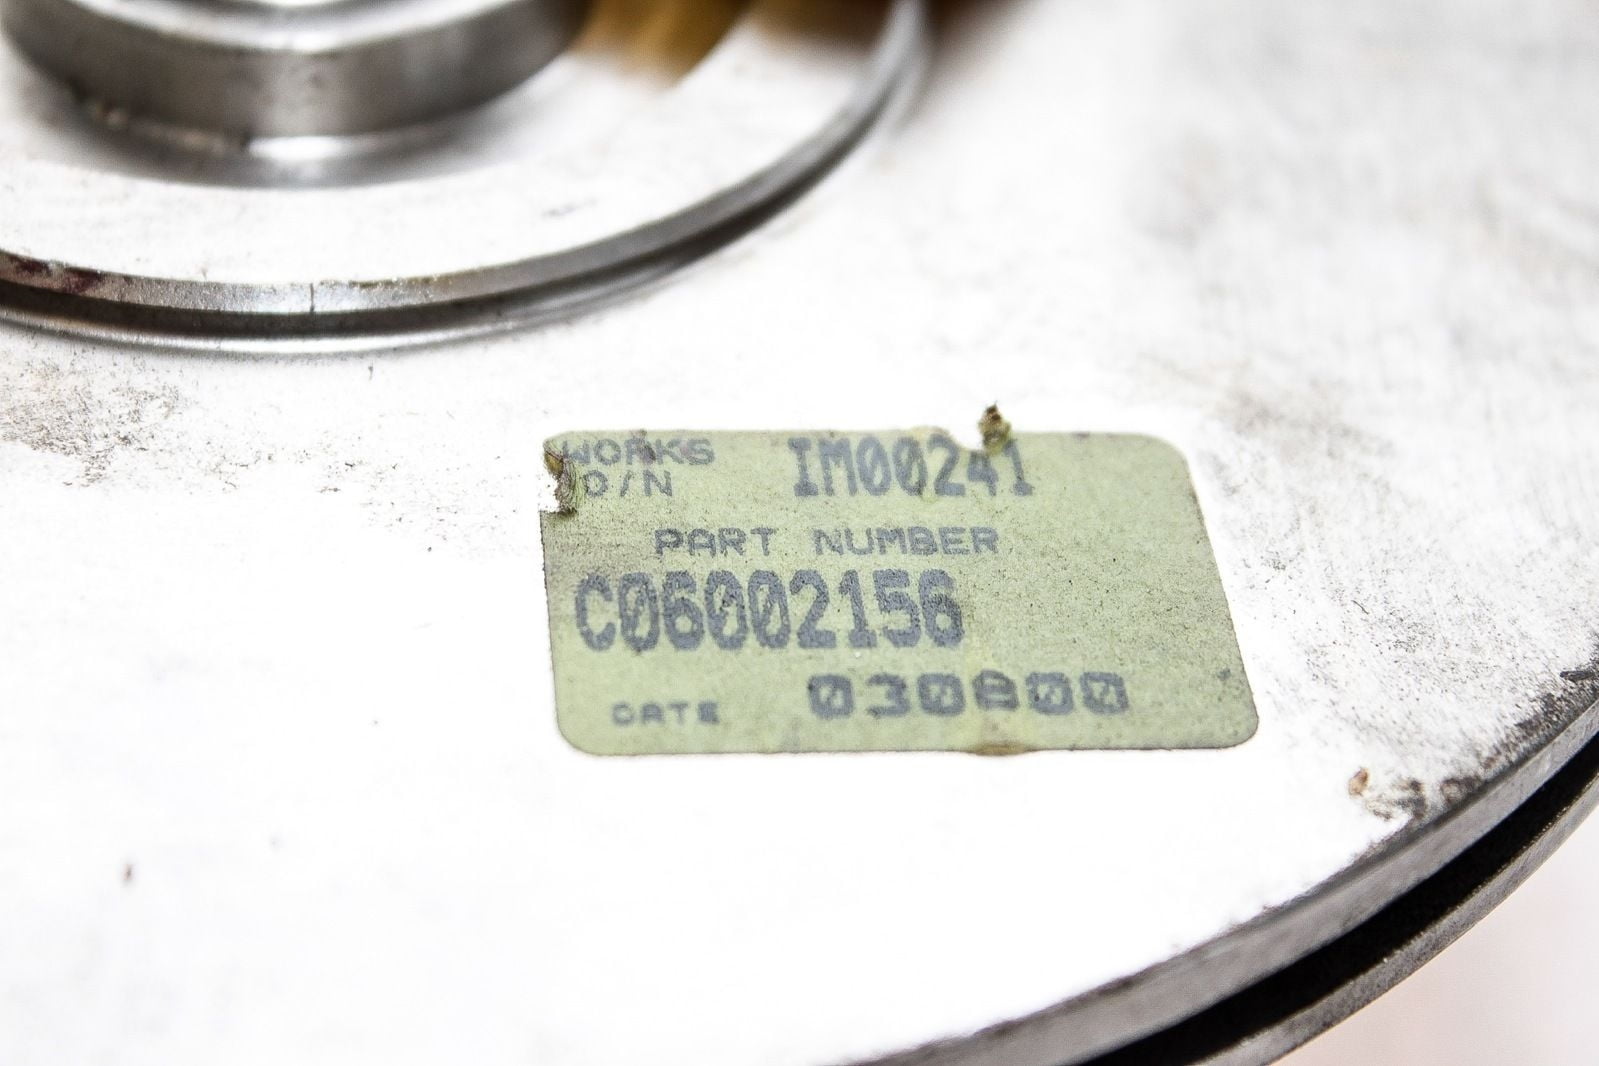 WORKS IM00241
O/N
PART NUMBER
C06002156
DATE 030800